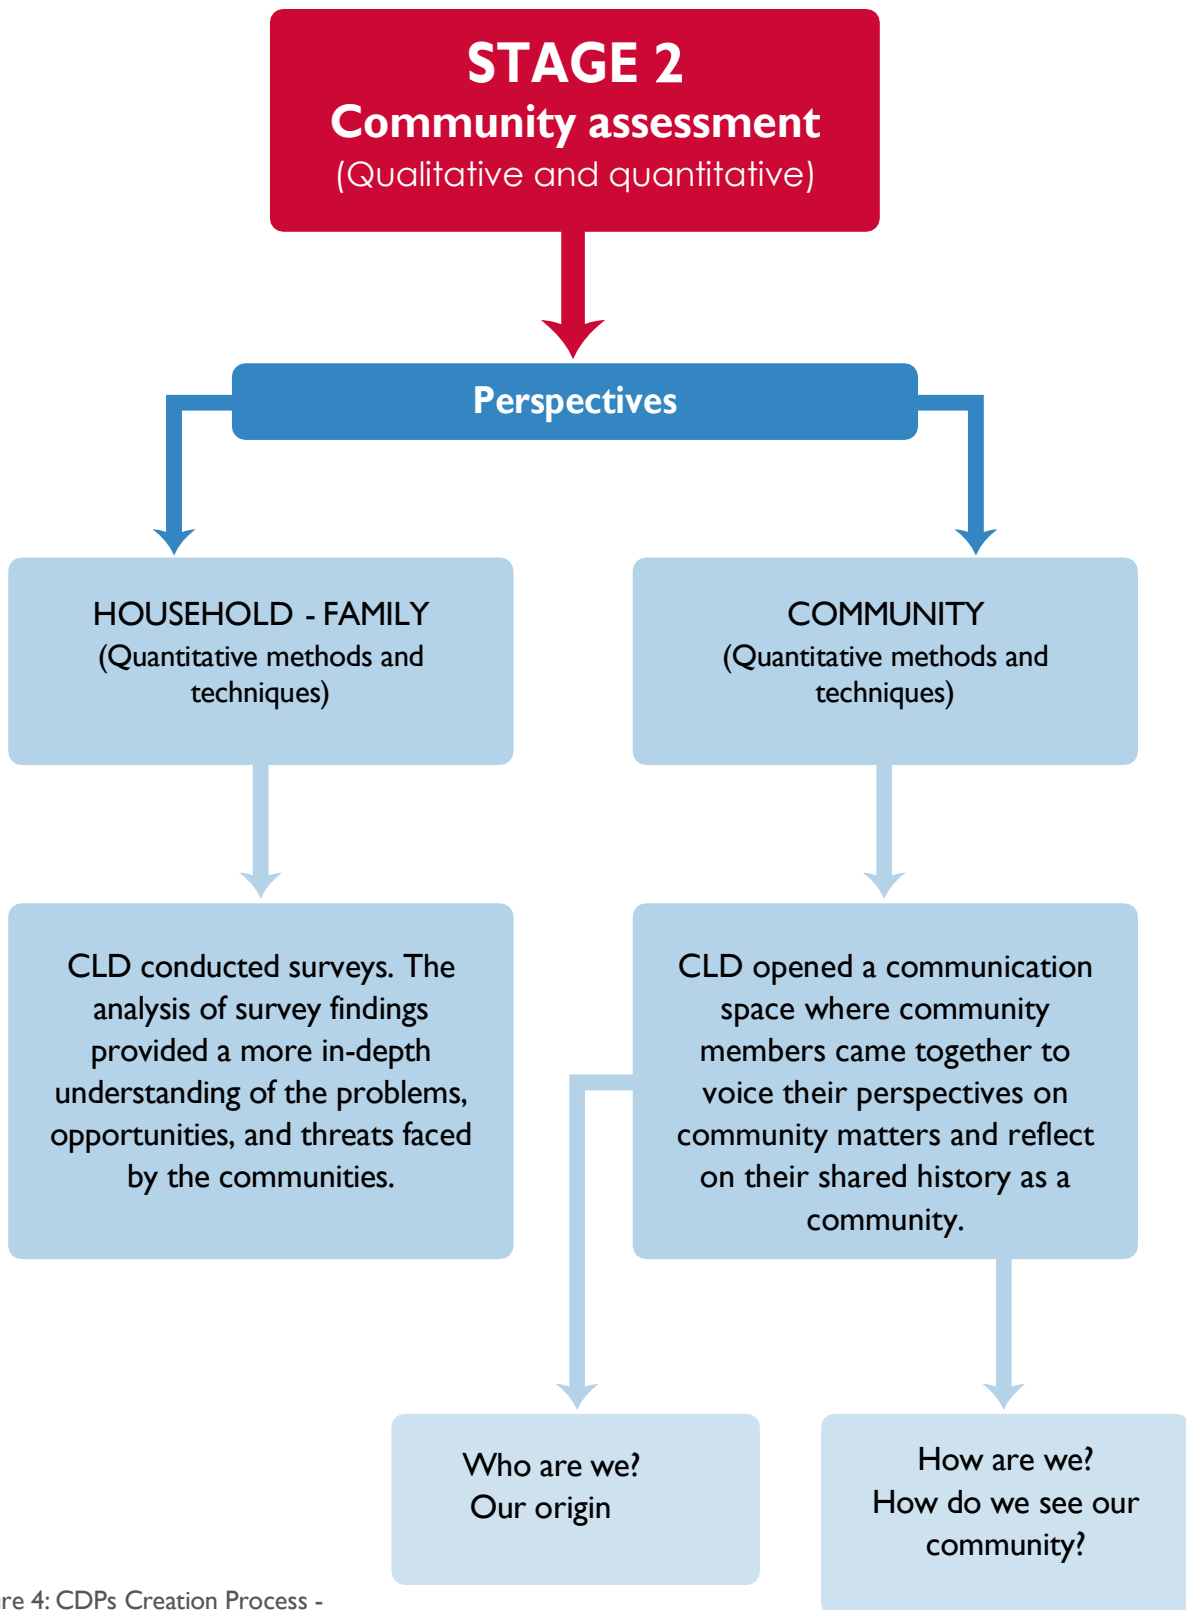 STAGE 2
Community assessment
(Qualitative and quantitative)
Perspectives
HOUSEHOLD - FAMILY
(Quantitative methods and
techniques)
COMMUNITY
(Quantitative methods and
techniques)
CLD conducted surveys. The
analysis of survey findings
provided a more in-depth
understanding of the problems,
opportunities, and threats faced
by the communities.
CLD opened a communication
space where community
members came together to
voice their perspectives on
community matters and reflect
on their shared history as a
community.
Who are we?
Our origin
How are we?
How do we see our
community?
re 4: CDPs Creation Process -